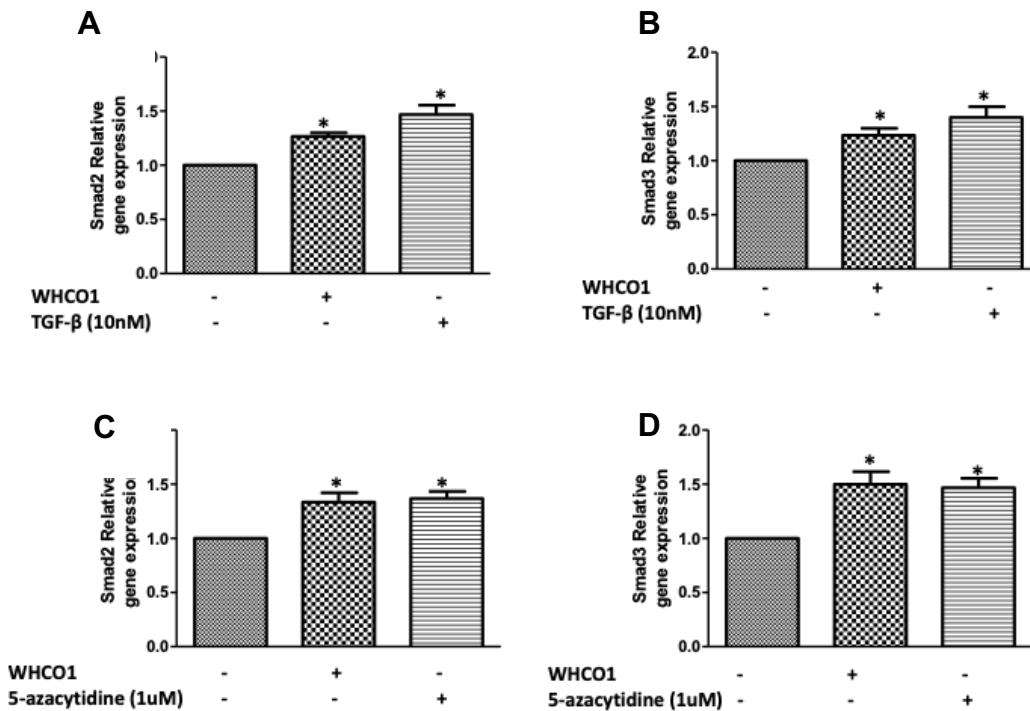 A
B
Smad2 Relative
gene expression
1.5
1.0
0.5
0.0
*
*
WHCO1 - + -
TGF-β (10nM) - - +
Smad3 Relative
gene expression
2.0
1.5
1.0
0.5
0.0
*
*
WHCO1 - + -
TGF-β (10nM) - - +
C
D
Smad2 Relative
gene expression
1.5
1.0
0.5
0.0
*
*
WHCO1 - + -
5-azacytidine (1uM) - - +
Smad3 Relative
gene expression
2.0
1.5
1.0
0.5
0.0
*
*
WHCO1 - + -
5-azacytidine (1uM) - - +